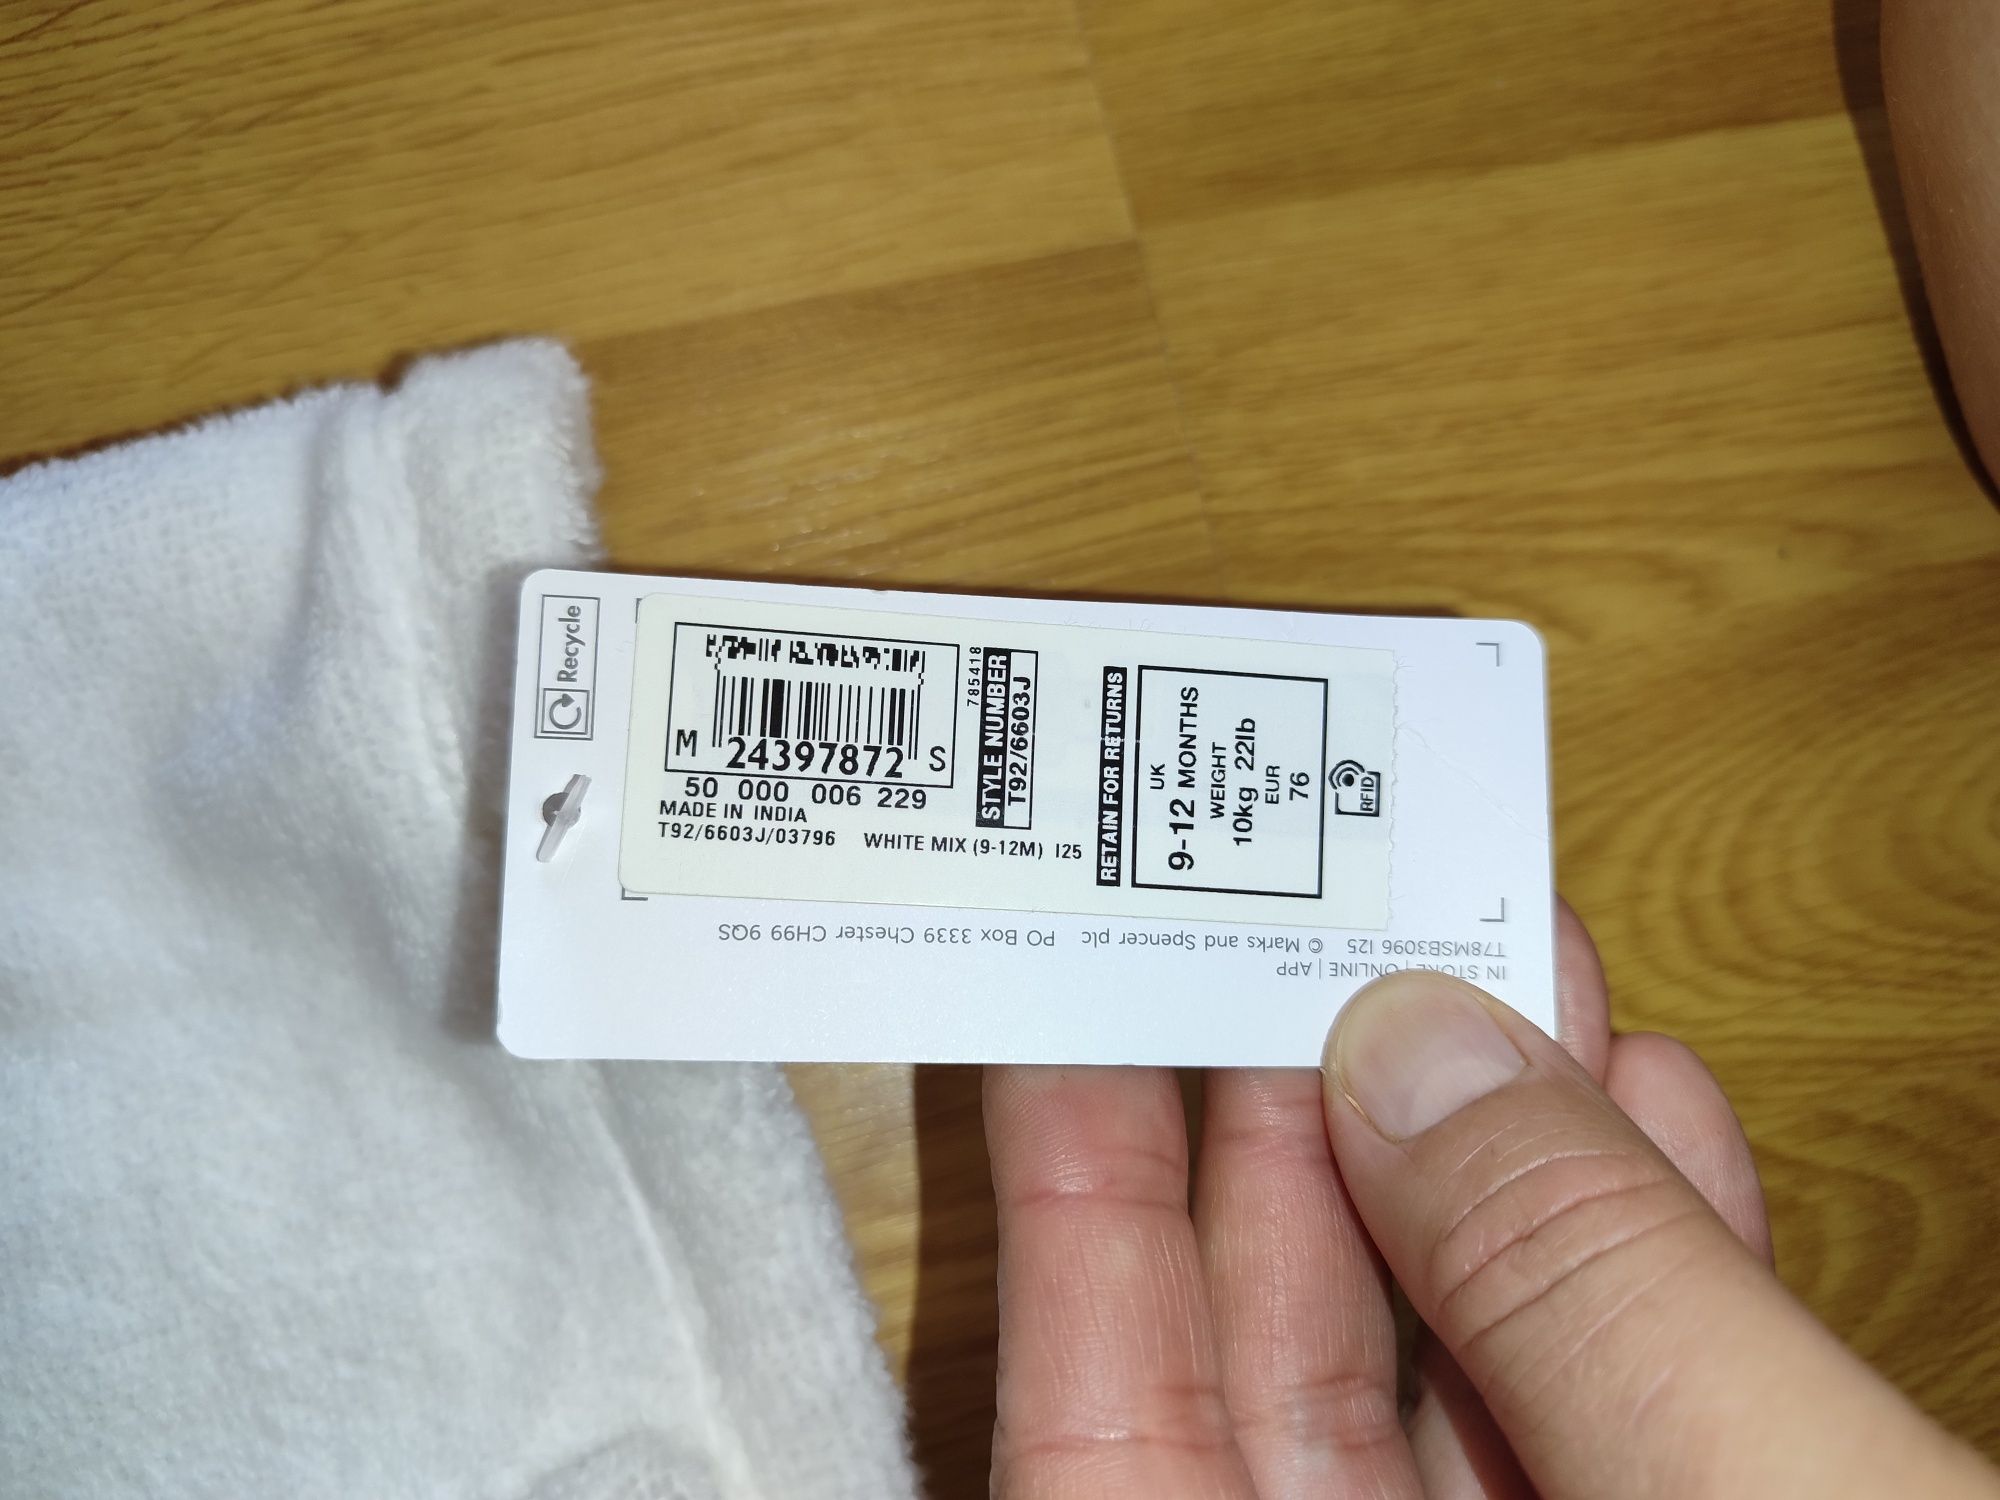 Recycle
M 24397872 S
50 000 006 229
MADE IN INDIA
T92/6603J/03796 WHITE MIX (9-12M) I25
785418
STYLE NUMBER
T92/6603J
RETAIN FOR RETURNS
UK
9-12 MONTHS
WEIGHT
10kg 22lb
EUR
76
RFID
IN STORE | ONLINE | APP
T78MSB3096 I25 © Marks and Spencer plc PO Box 3339 Chester CH99 9QS